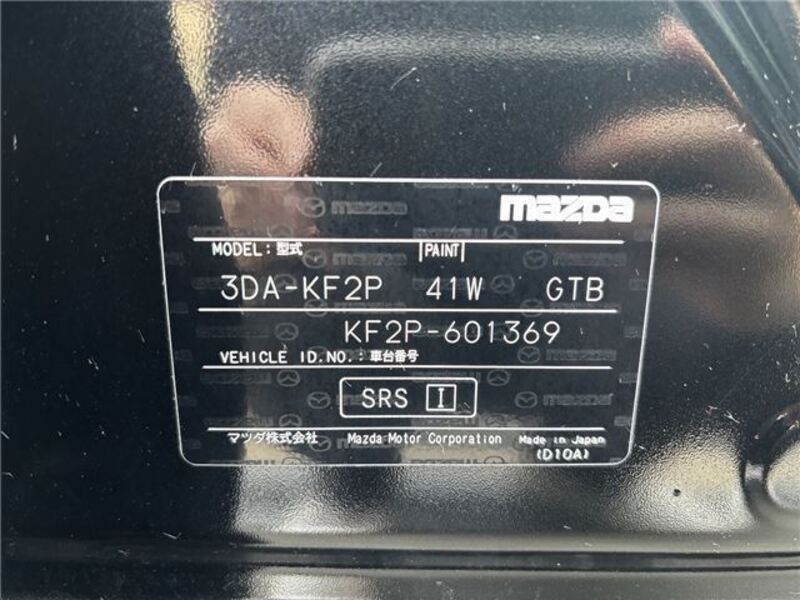 mazda
MODEL:型式 PAINT
3DA-KF2P 41W GTB
KF2P-601369
VEHICLE ID.NO.:車台番号
SRS I
マツダ株式会社 Mazda Motor Corporation Made in Japan
(D10A)